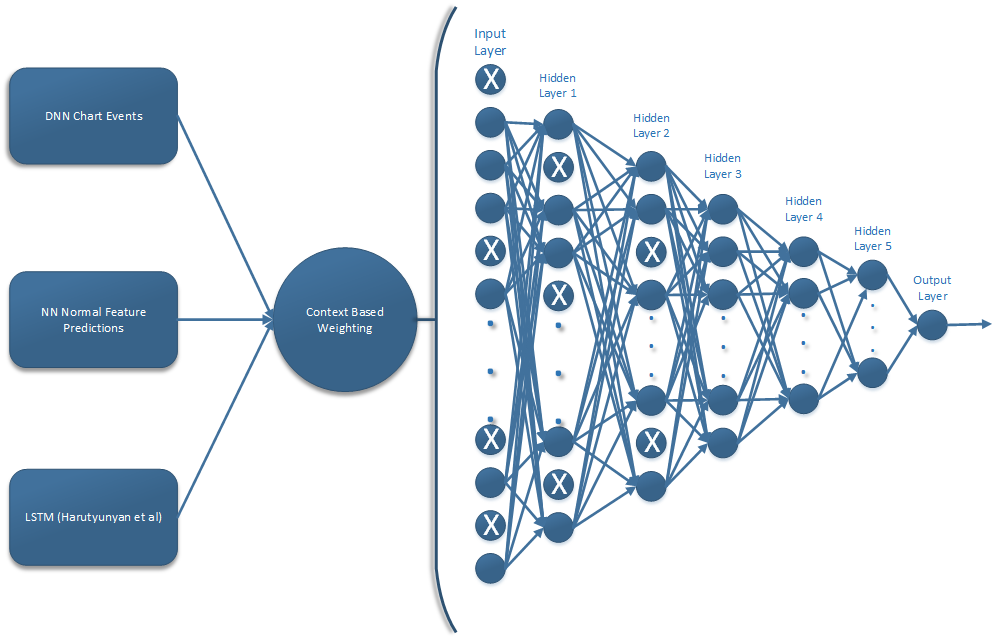 DNN Chart Events
NN Normal Feature
Predictions
LSTM (Harutyunyan et al)
Context Based
Weighting
Input
Layer
X
X
X
X
Hidden
Layer 1
X
X
X
Hidden
Layer 2
X
X
Hidden
Layer 3
Hidden
Layer 4
Hidden
Layer 5
Output
Layer